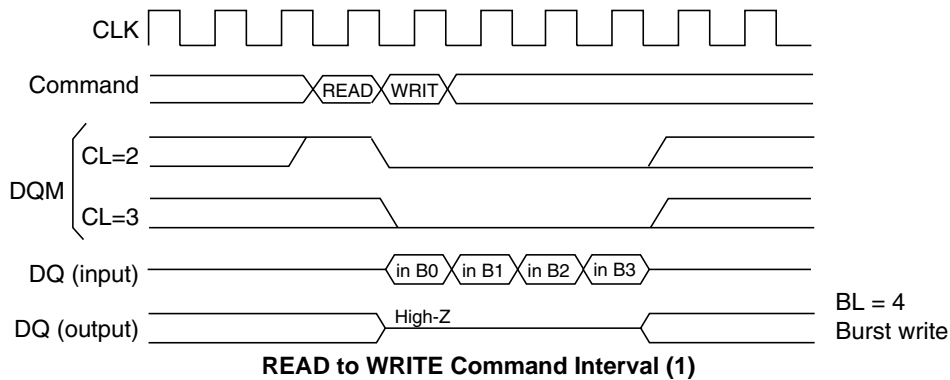 CLK
Command
READ
WRIT
DQM
CL=2
CL=3
DQ (input)
in B0
in B1
in B2
in B3
DQ (output)
High-Z
BL = 4
Burst write
READ to WRITE Command Interval (1)